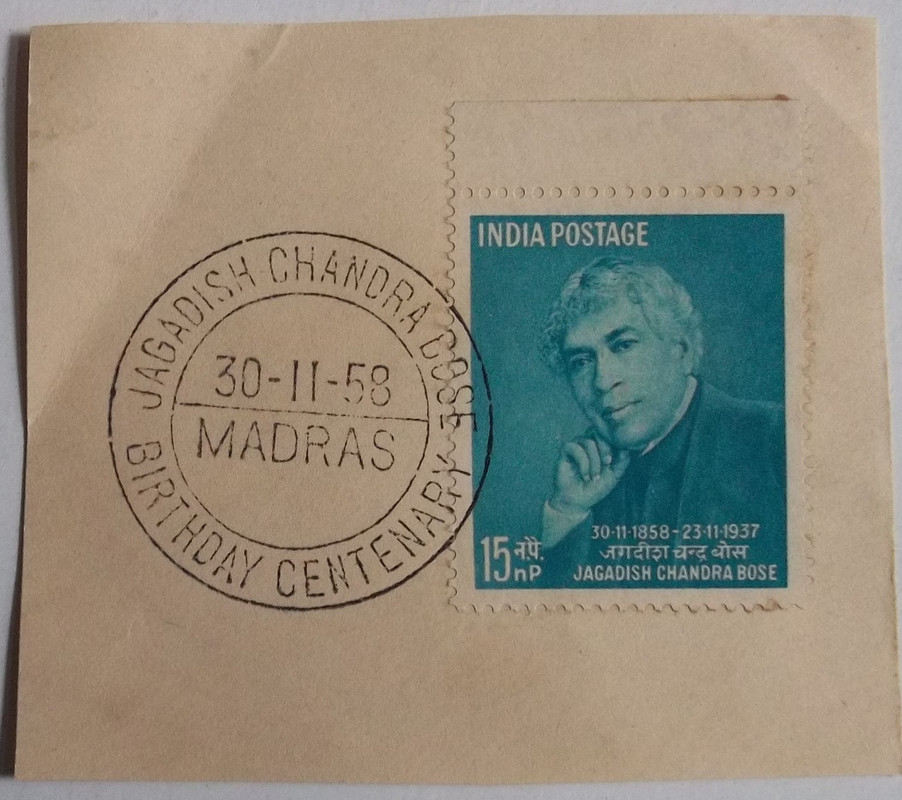 JAGADISH CHANDRA BOSE
30-11-58
MADRAS
BIRTHDAY CENTENARY
INDIA POSTAGE
30·11·1858-23·11·1937
जगदीश चन्द्र बोस
15 न.पै.
nP
JAGADISH CHANDRA BOSE